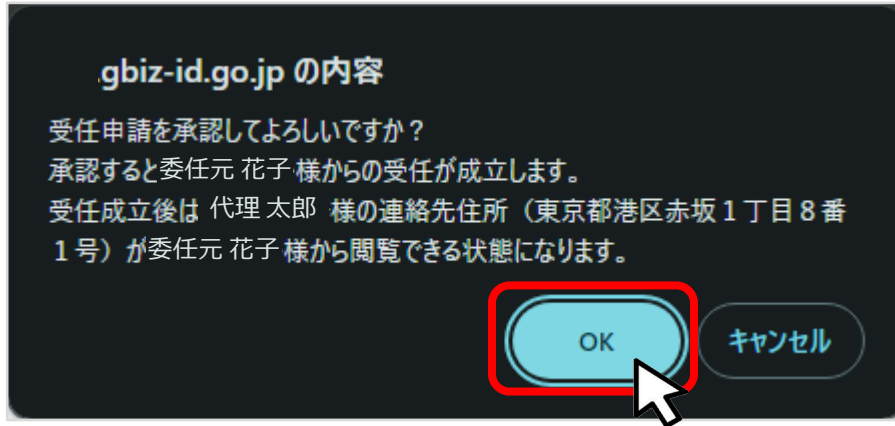 .gbiz-id.go.jp の内容
受任申請を承認してよろしいですか？
承認すると委任元 花子 様からの受任が成立します。
受任成立後は 代理 太郎 様の連絡先住所（東京都港区赤坂１丁目８番
１号）が委任元 花子 様から閲覧できる状態になります。
OK キャンセル